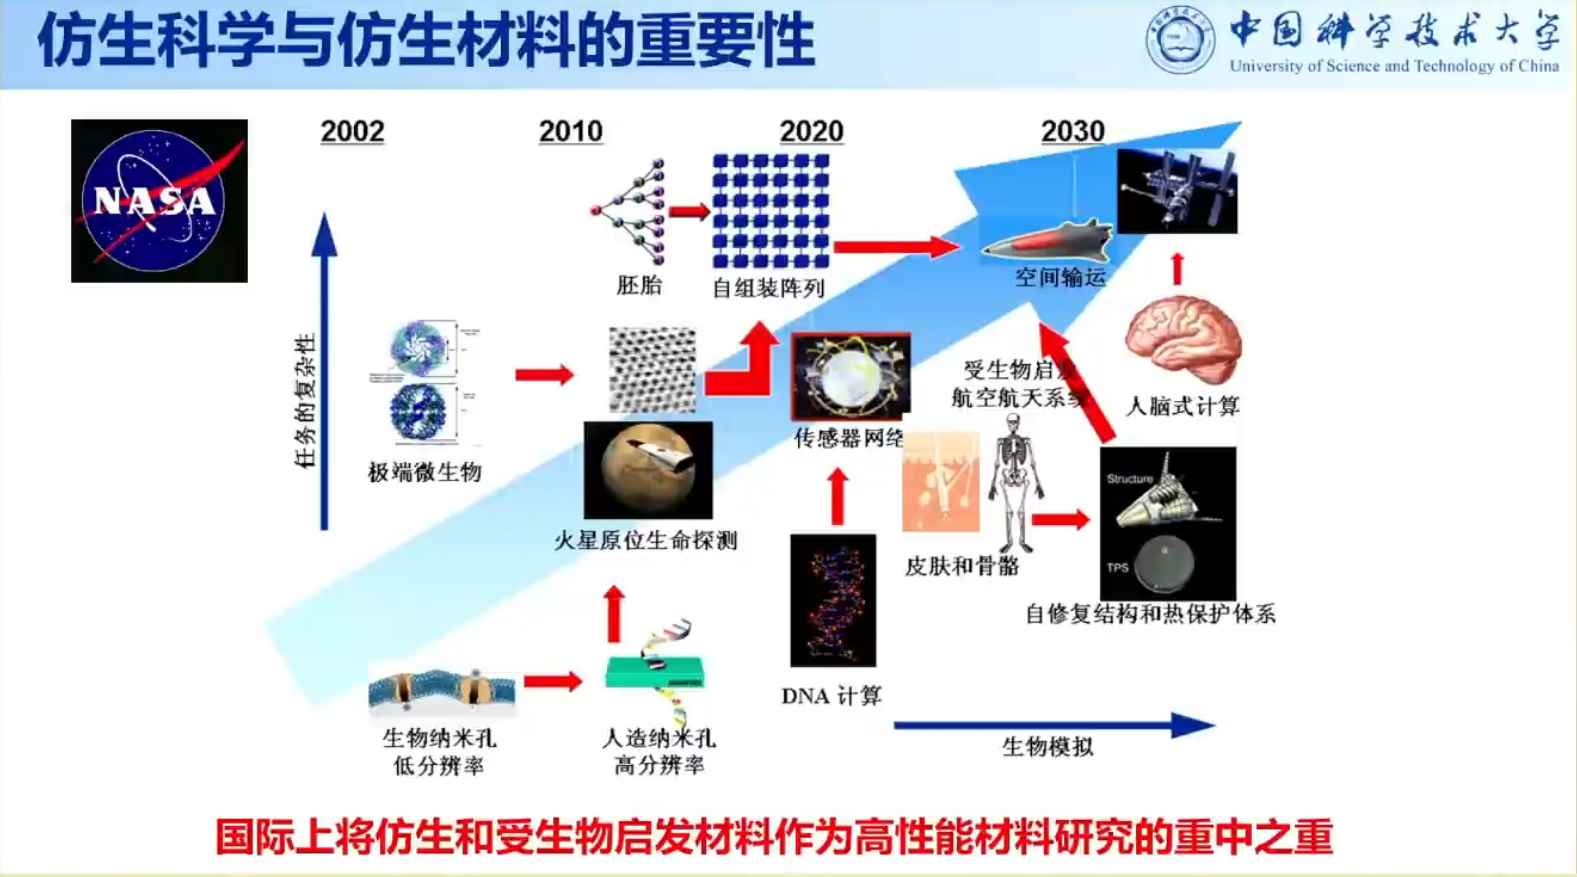 仿生科学与仿生材料的重要性
中国科学技术大学
University of Science and Technology of China
NASA
2002
2010
2020
2030
任务的复杂性
胚胎
自组装阵列
空间输运
极端微生物
火星原位生命探测
传感器网络
受生物启发
航空航天系统
人脑式计算
皮肤和骨骼
Structure
TPS
自修复结构和热保护体系
生物纳米孔
低分辨率
人造纳米孔
高分辨率
DNA 计算
生物模拟
国际上将仿生和受生物启发材料作为高性能材料研究的重中之重